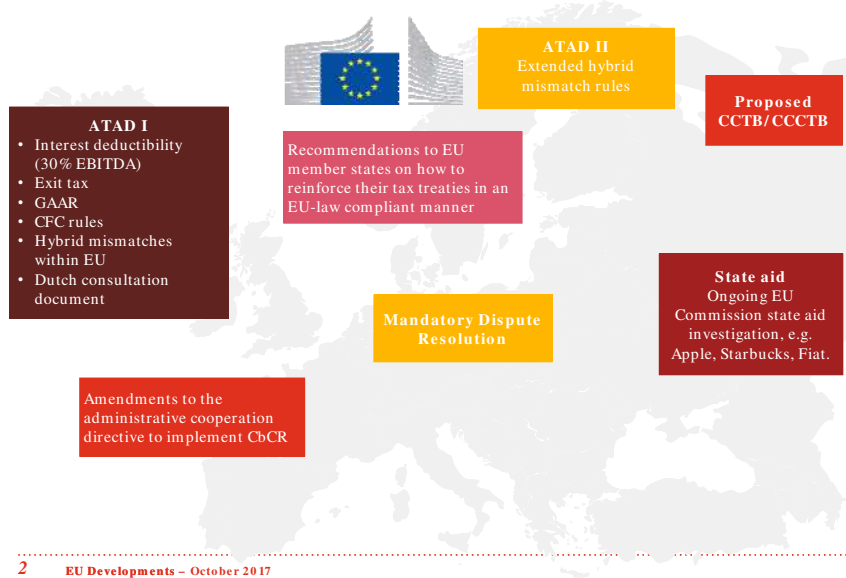 ATAD II
Extended hybrid
mismatch rules
Proposed
CCTB/CCCTB
ATAD I
• Interest deductibility
(30% EBITDA)
• Exit tax
• GAAR
• CFC rules
• Hybrid mismatches
within EU
• Dutch consultation
document
Recommendations to EU
member states on how to
reinforce their tax treaties in an
EU-law compliant manner
State aid
Ongoing EU
Commission state aid
investigation, e.g.
Apple, Starbucks, Fiat.
Mandatory Dispute
Resolution
Amendments to the
administrative cooperation
directive to implement CbCR
2 EU Developments – October 2017